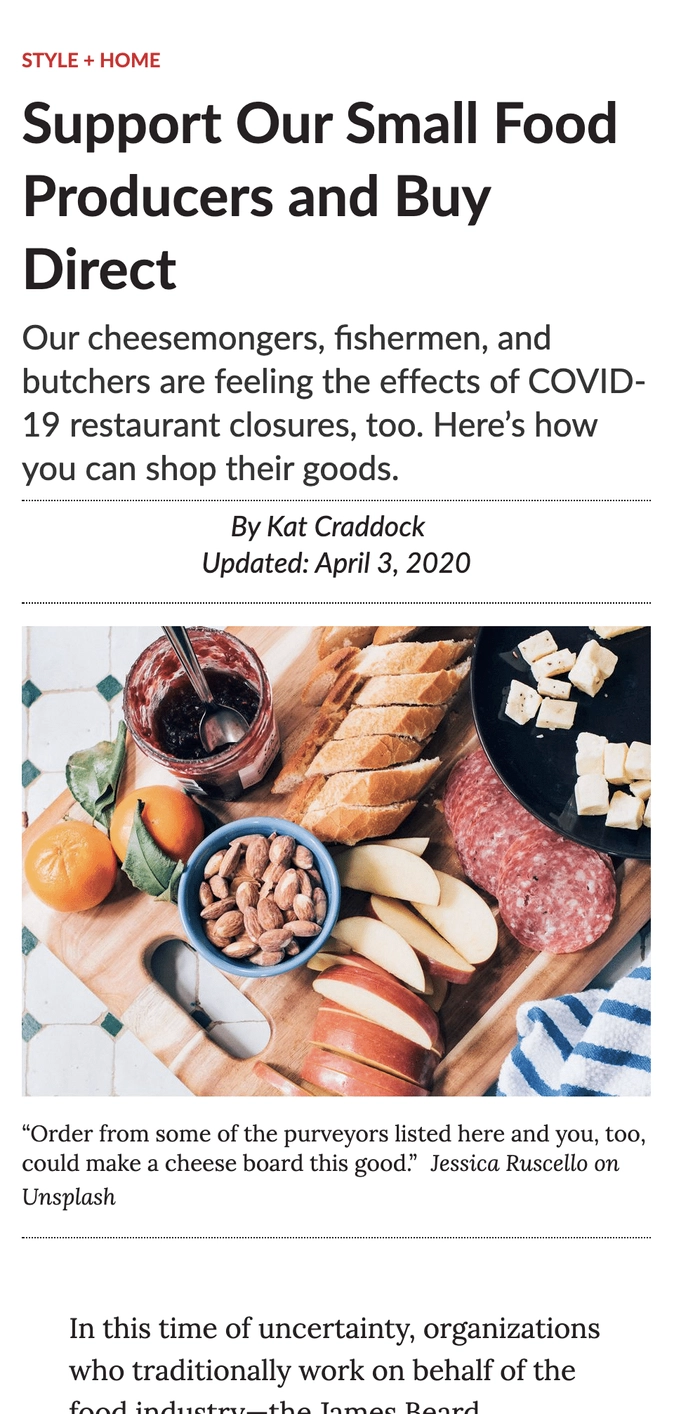 STYLE + HOME
Support Our Small Food
Producers and Buy
Direct
Our cheesemongers, fishermen, and
butchers are feeling the effects of COVID-
19 restaurant closures, too. Here’s how
you can shop their goods.
By Kat Craddock
Updated: April 3, 2020
“Order from some of the purveyors listed here and you, too,
could make a cheese board this good.” Jessica Ruscello on
Unsplash
In this time of uncertainty, organizations
who traditionally work on behalf of the
food industry—the James Beard